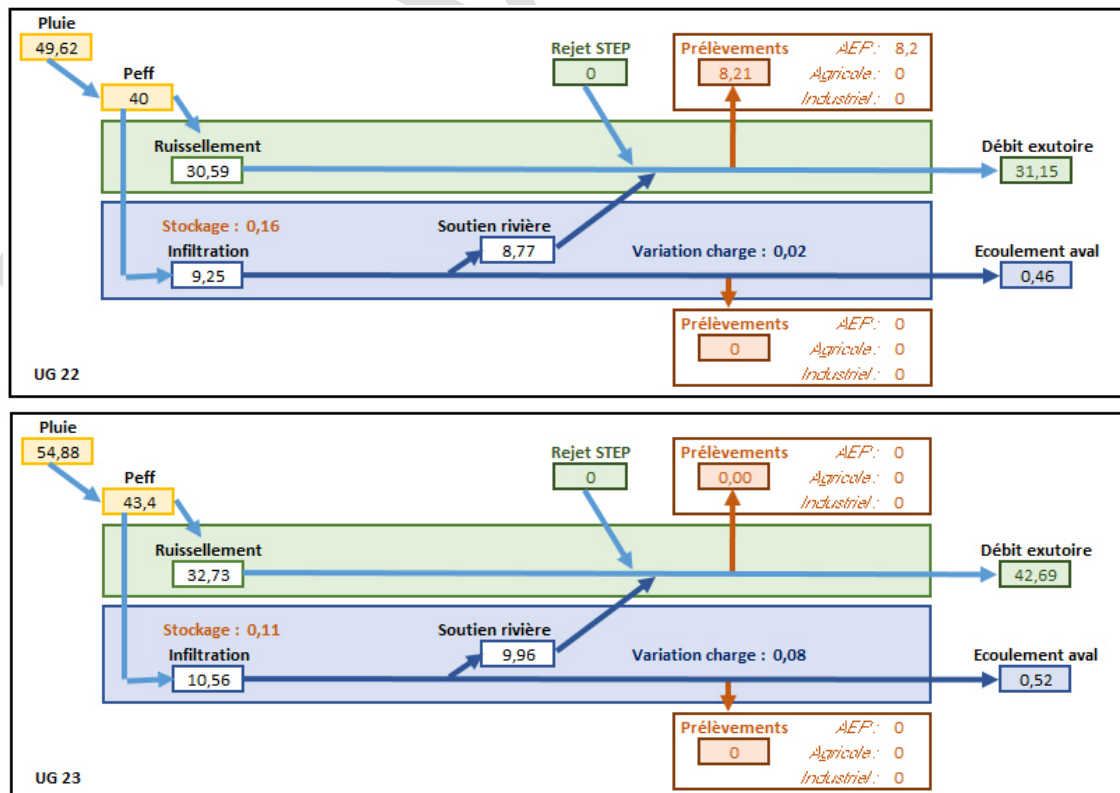 Pluie
49,62
Peff
40
Rejet STEP
0
Prélèvements
8,21
AEP : 8,2
Agricole : 0
Industriel : 0
Ruissellement
30,59
Débit exutoire
31,15
Stockage : 0,16
Infiltration
9,25
Soutien rivière
8,77
Variation charge : 0,02
Ecoulement aval
0,46
Prélèvements
0
AEP : 0
Agricole : 0
Industriel : 0
UG 22
Pluie
54,88
Peff
43,4
Rejet STEP
0
Prélèvements
0,00
AEP : 0
Agricole : 0
Industriel : 0
Ruissellement
32,73
Débit exutoire
42,69
Stockage : 0,11
Infiltration
10,56
Soutien rivière
9,96
Variation charge : 0,08
Ecoulement aval
0,52
Prélèvements
0
AEP : 0
Agricole : 0
Industriel : 0
UG 23